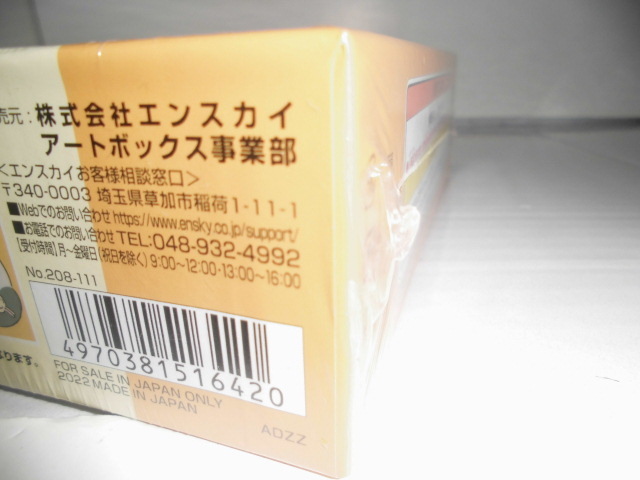 売元:株式会社エンスカイ
アートボックス事業部
<エンスカイお客様相談窓口>
〒340-0003 埼玉県草加市稲荷1-11-1
■Webでのお問い合わせ https://www.ensky.co.jp/support/
■お電話でのお問い合わせ TEL:048-932-4992
【受付時間】月~金曜日(祝日を除く) 9:00~12:00・13:00~16:00
No.208-111
4970381516420
ります。
FOR SALE IN JAPAN ONLY
2022 MADE IN JAPAN
ADZZ